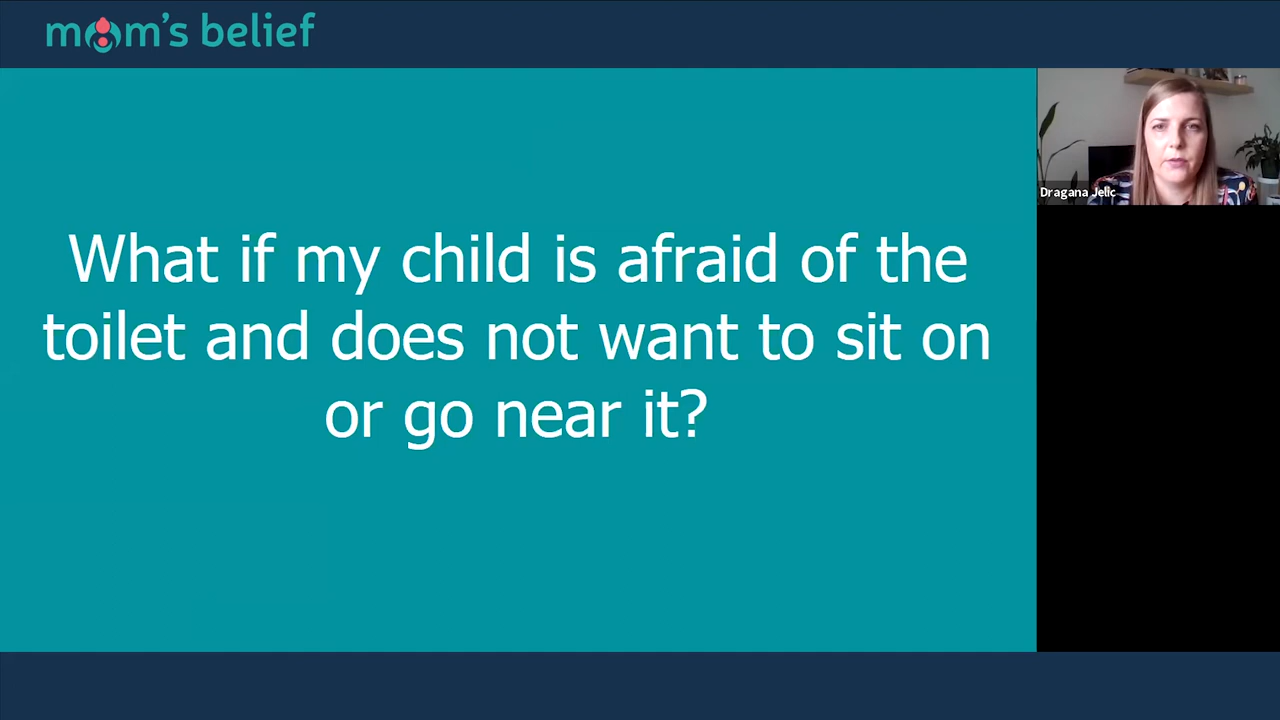 mom's belief
What if my child is afraid of the
toilet and does not want to sit on
or go near it?
Dragana Jelic